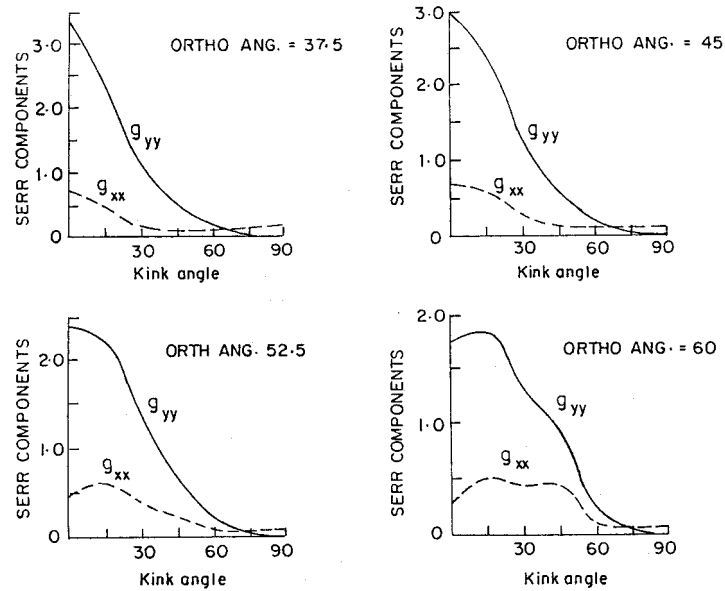 ORTHO ANG. = 37.5
SERR COMPONENTS
3.0
2.0
1.0
0
g yy
g xx
30
60
90
Kink angle
ORTHO ANG. = 45
SERR COMPONENTS
3.0
2.0
1.0
0
g yy
g xx
30
60
90
Kink angle
ORTH ANG. 52.5
SERR COMPONENTS
2.0
1.0
0
g yy
g xx
30
60
90
Kink angle
ORTHO ANG. = 60
SERR COMPONENTS
2.0
1.0
0
g yy
g xx
30
60
90
Kink angle